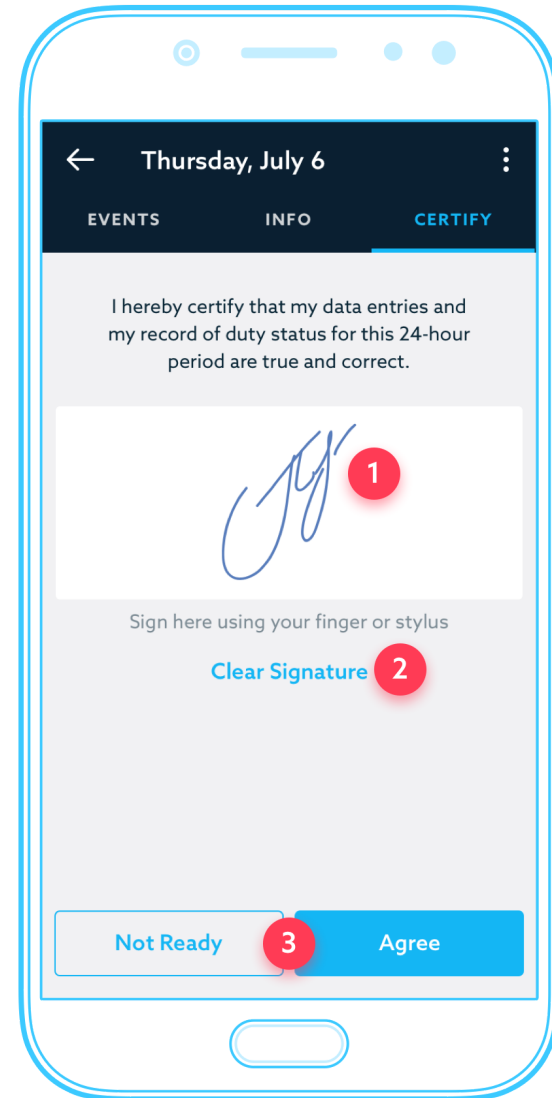 Thursday, July 6
EVENTS INFO CERTIFY
I hereby certify that my data entries and
my record of duty status for this 24-hour
period are true and correct.
1
Sign here using your finger or stylus
Clear Signature 2
Not Ready 3 Agree